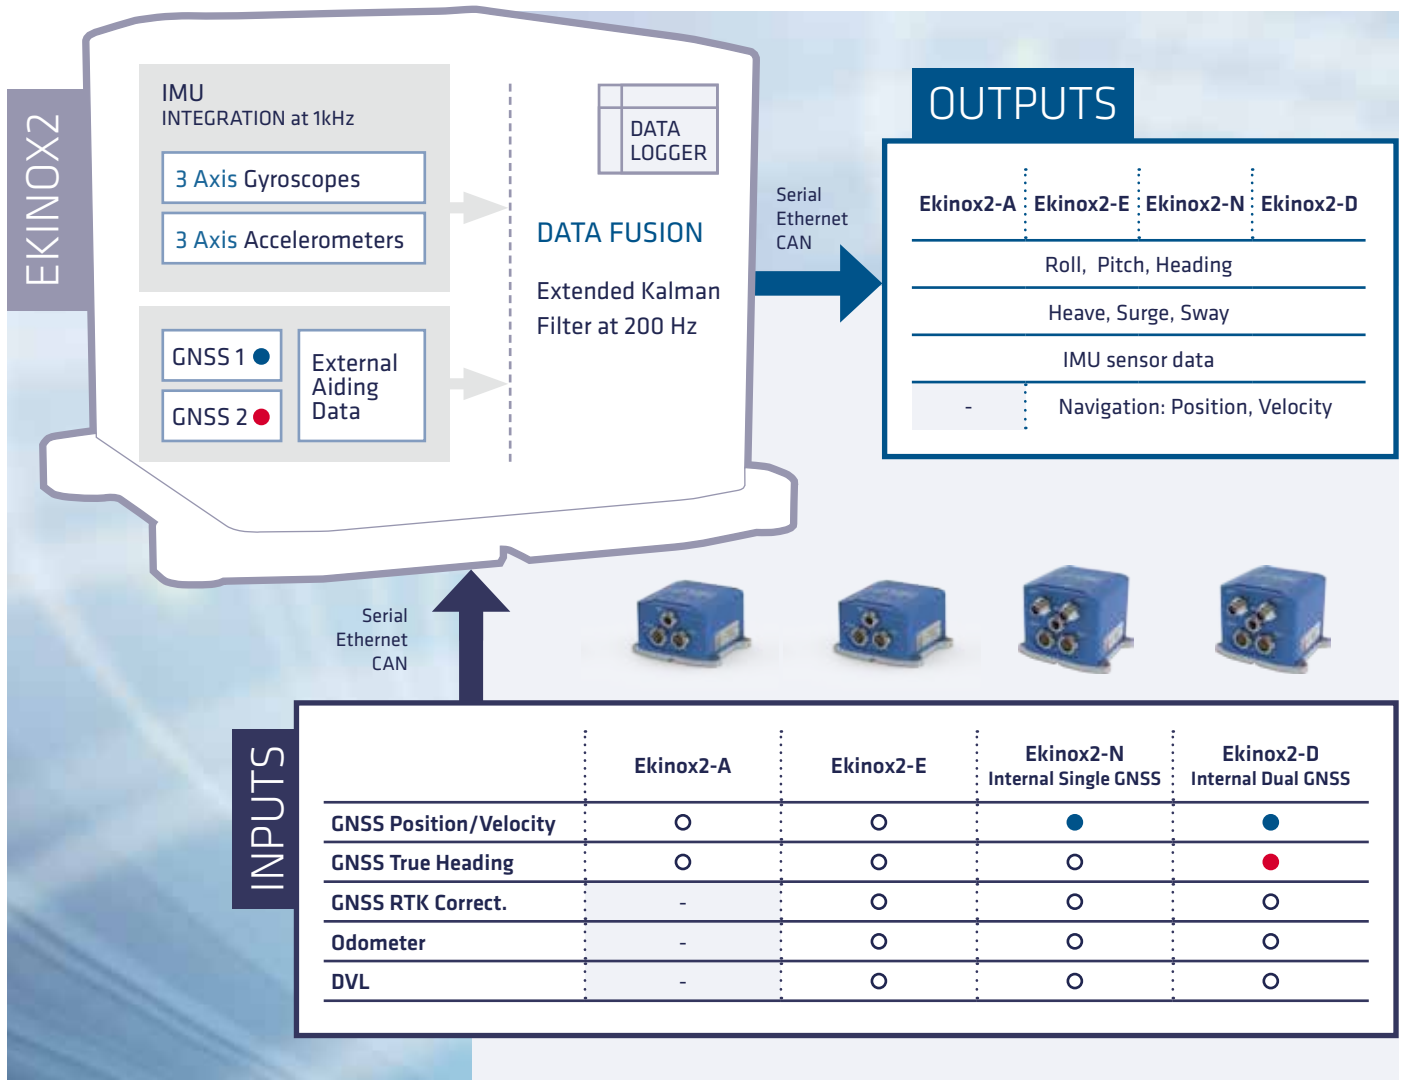 EKINOX2
IMU
INTEGRATION at 1kHz
3 Axis Gyroscopes
3 Axis Accelerometers
GNSS 1
GNSS 2
External
Aiding
Data
DATA
LOGGER
DATA FUSION
Extended Kalman
Filter at 200 Hz
Serial
Ethernet
CAN
OUTPUTS
Ekinox2-A Ekinox2-E Ekinox2-N Ekinox2-D
Roll, Pitch, Heading
Heave, Surge, Sway
IMU sensor data
- Navigation: Position, Velocity
Serial
Ethernet
CAN
INPUTS
Ekinox2-A Ekinox2-E Ekinox2-N Ekinox2-D
Internal Single GNSS Internal Dual GNSS
GNSS Position/Velocity
GNSS True Heading
GNSS RTK Correct. -
Odometer -
DVL -